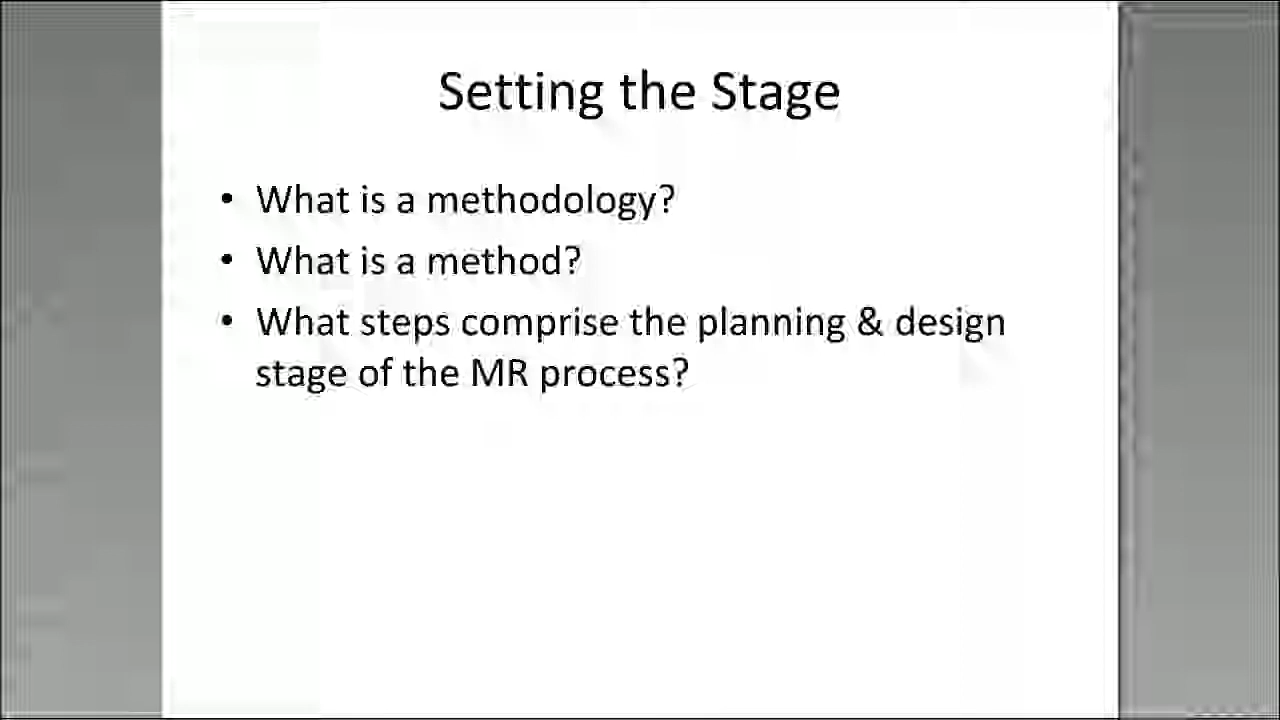 Setting the Stage
• What is a methodology?
• What is a method?
• What steps comprise the planning & design
stage of the MR process?